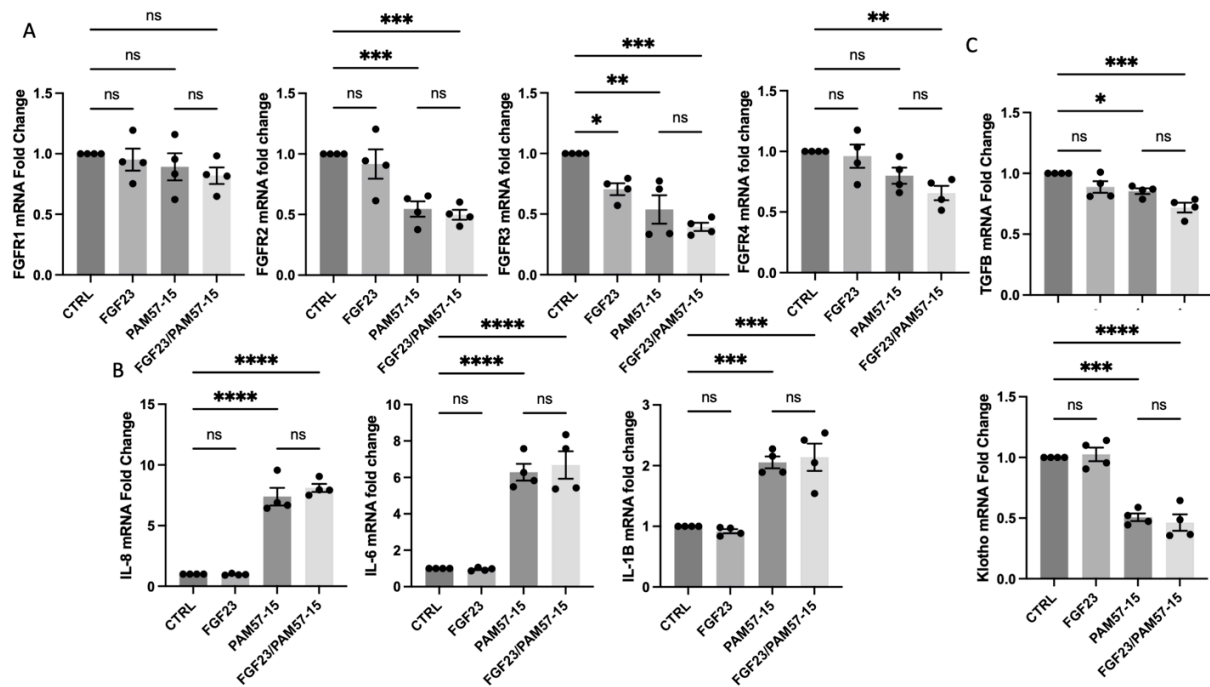 A
ns
ns
ns
ns
FGFR1 mRNA Fold Change
1.5
1.0
0.5
0.0
CTRL
FGF23
PAM57-15
FGF23/PAM57-15
***
***
ns
ns
FGFR2 mRNA fold change
1.5
1.0
0.5
0.0
CTRL
FGF23
PAM57-15
FGF23/PAM57-15
***
**
*
ns
FGFR3 mRNA fold change
1.5
1.0
0.5
0.0
CTRL
FGF23
PAM57-15
FGF23/PAM57-15
**
ns
ns
ns
FGFR4 mRNA fold change
1.5
1.0
0.5
0.0
CTRL
FGF23
PAM57-15
FGF23/PAM57-15
B
****
****
ns
ns
IL-8 mRNA Fold Change
15
10
5
0
CTRL
FGF23
PAM57-15
FGF23/PAM57-15
****
****
ns
ns
IL-6 mRNA fold Change
8
6
4
2
0
CTRL
FGF23
PAM57-15
FGF23/PAM57-15
***
***
ns
ns
IL-1B mRNA fold change
3
2
1
0
CTRL
FGF23
PAM57-15
FGF23/PAM57-15
C
***
*
ns
ns
TGFB mRNA Fold Change
1.5
1.0
0.5
0.0
****
***
ns
ns
Klotho mRNA Fold Change
1.5
1.0
0.5
0.0
CTRL
FGF23
PAM57-15
FGF23/PAM57-15